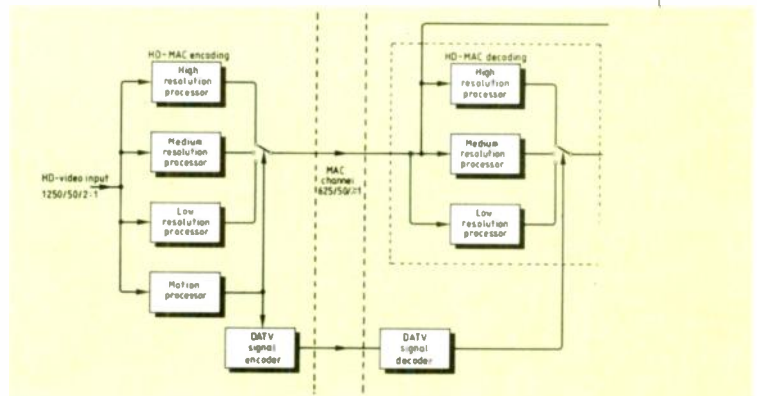 HD-MAC encoding
High
resolution
processor
Medium
resolution
processor
HD-video input
1250/50/2:1
Low
resolution
processor
Motion
processor
DATV
signal
encoder
MAC
channel
625/50/2:1
HD-MAC decoding
High
resolution
processor
Medium
resolution
processor
Low
resolution
processor
DATV
signal
decoder